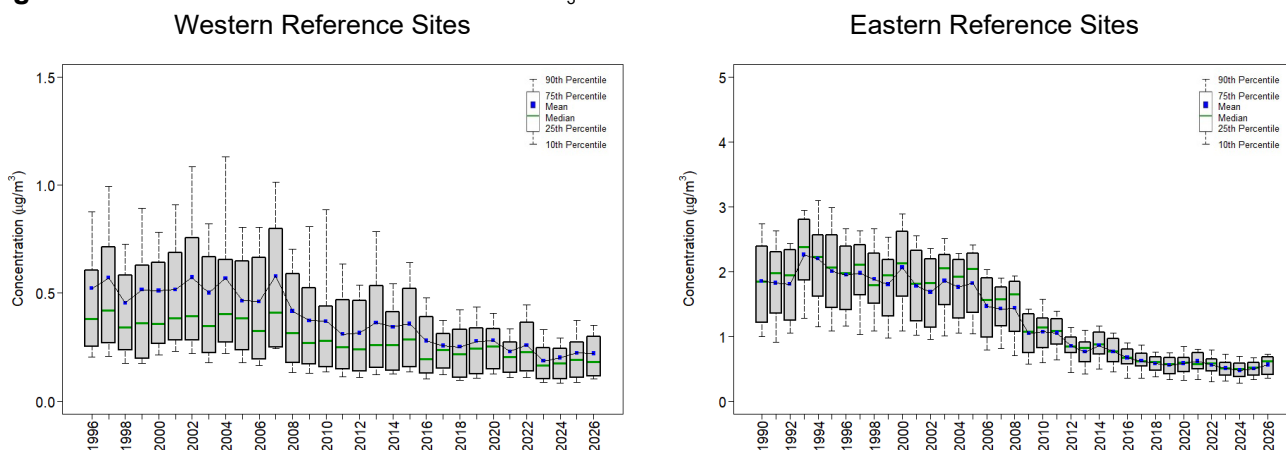 Western Reference Sites
Eastern Reference Sites
1.5
1.0
0.5
0.0
Concentration (µg/m³)
90th Percentile
75th Percentile
Mean
Median
25th Percentile
10th Percentile
1996
1998
2000
2002
2004
2006
2008
2010
2012
2014
2016
2018
2020
2022
2024
2026
5
4
3
2
1
0
Concentration (µg/m³)
90th Percentile
75th Percentile
Mean
Median
25th Percentile
10th Percentile
1990
1992
1994
1996
1998
2000
2002
2004
2006
2008
2010
2012
2014
2016
2018
2020
2022
2024
2026